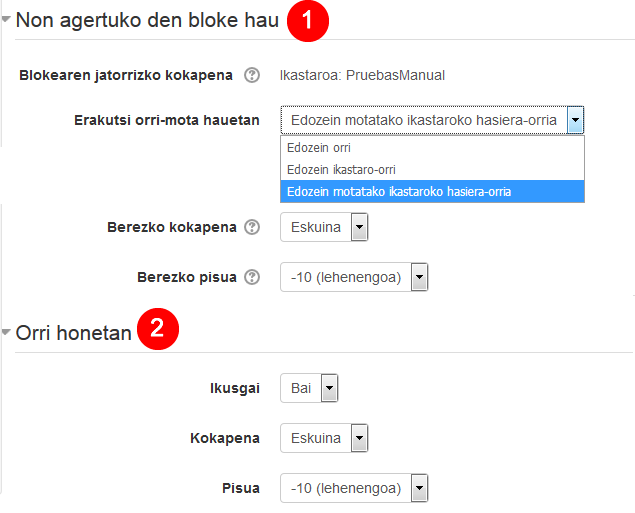 Non agertuko den bloke hau 1
Blokearen jatorrizko kokapena Ikastaroa: PruebasManual
Erakutsi orri-mota hauetan Edozein motatako ikastaroko hasiera-orria
Edozein orri
Edozein ikastaro-orri
Edozein motatako ikastaroko hasiera-orria
Berezko kokapena Eskuina
Berezko pisua -10 (lehenengoa)
Orri honetan 2
Ikusgai Bai
Kokapena Eskuina
Pisua -10 (lehenengoa)